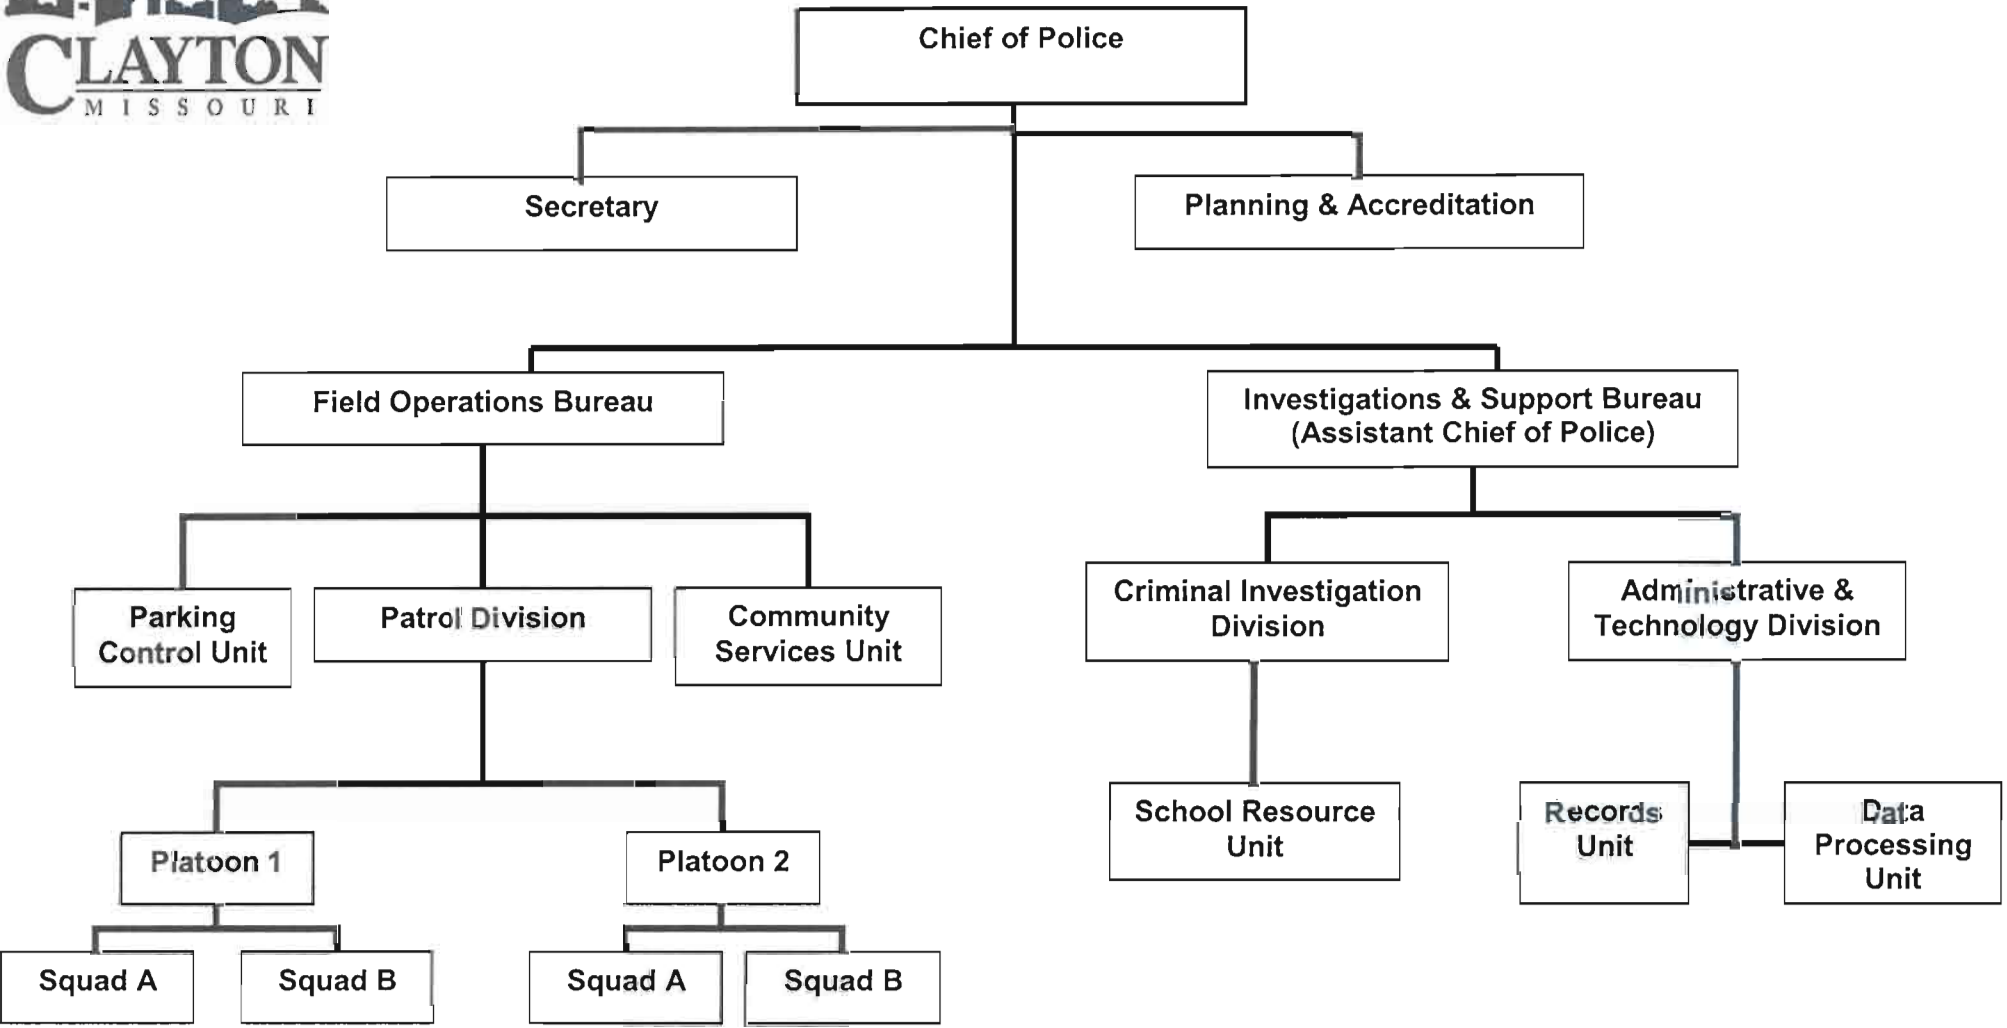 CLAYTON
MISSOURI
Chief of Police
Secretary
Planning & Accreditation
Field Operations Bureau
Investigations & Support Bureau
(Assistant Chief of Police)
Parking
Control Unit
Patrol Division
Community
Services Unit
Criminal Investigation
Division
Administrative &
Technology Division
School Resource
Unit
Records
Unit
Data
Processing
Unit
Platoon 1
Platoon 2
Squad A
Squad B
Squad A
Squad B